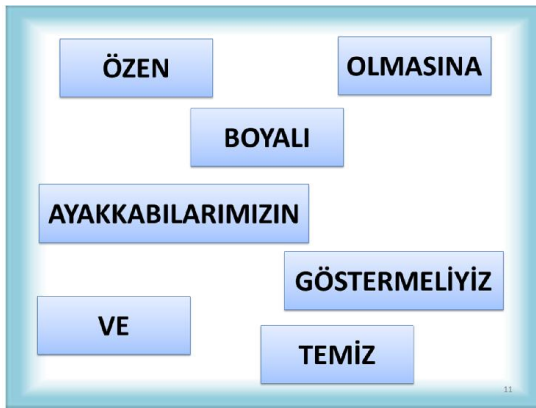 ÖZEN
OLMASINA
BOYALI
AYAKKABILARIMIZIN
GÖSTERMELİYİZ
VE
TEMİZ
11